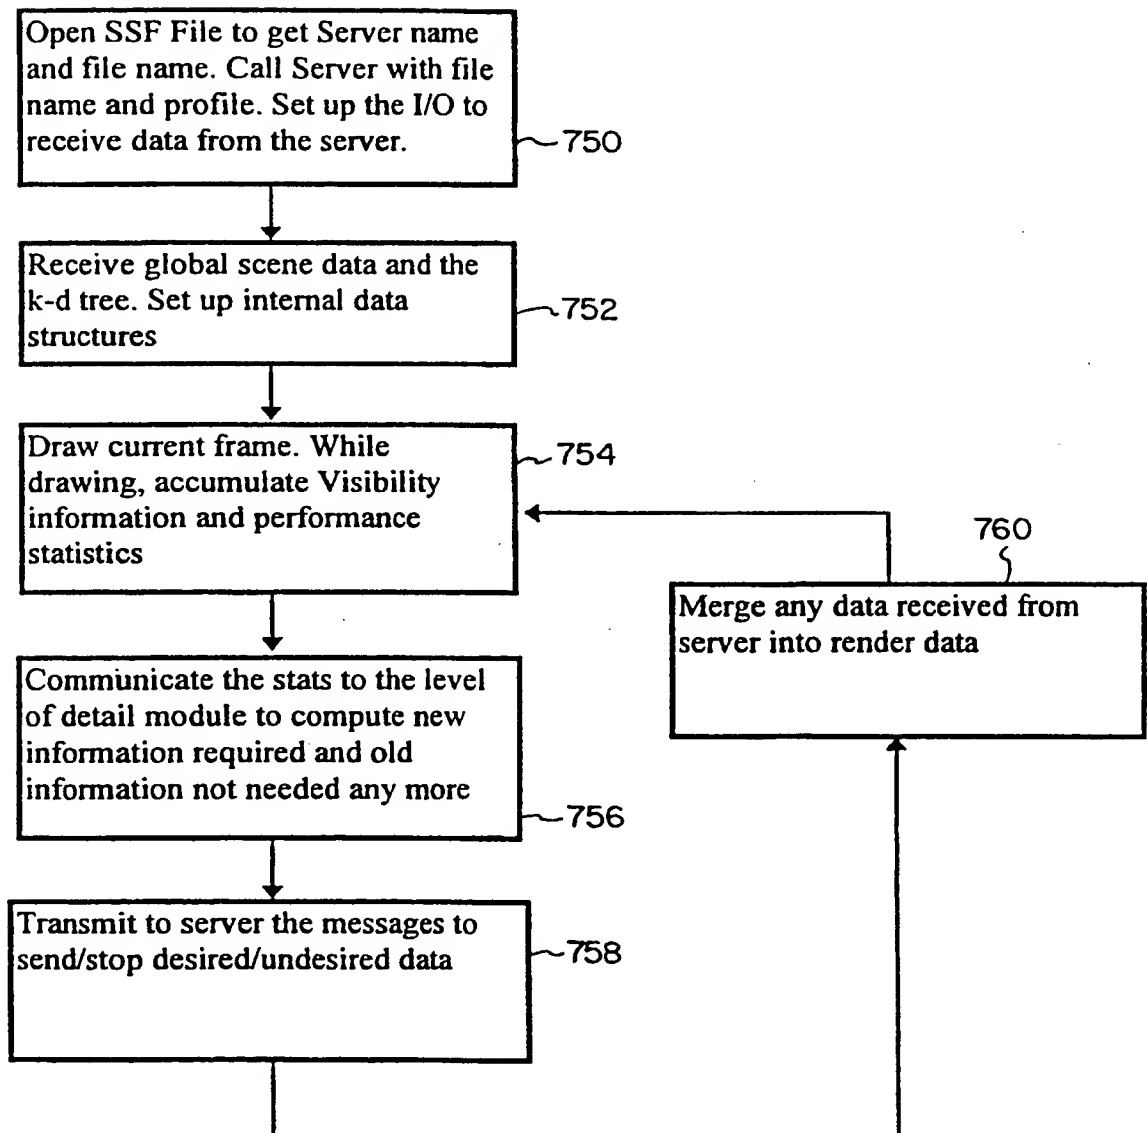 Open SSF File to get Server name
and file name. Call Server with file
name and profile. Set up the I/O to
receive data from the server.
750
Receive global scene data and the
k-d tree. Set up internal data
structures
752
Draw current frame. While
drawing, accumulate Visibility
information and performance
statistics
754
760
Merge any data received from
server into render data
Communicate the stats to the level
of detail module to compute new
information required and old
information not needed any more
756
Transmit to server the messages to
send/stop desired/undesired data
758